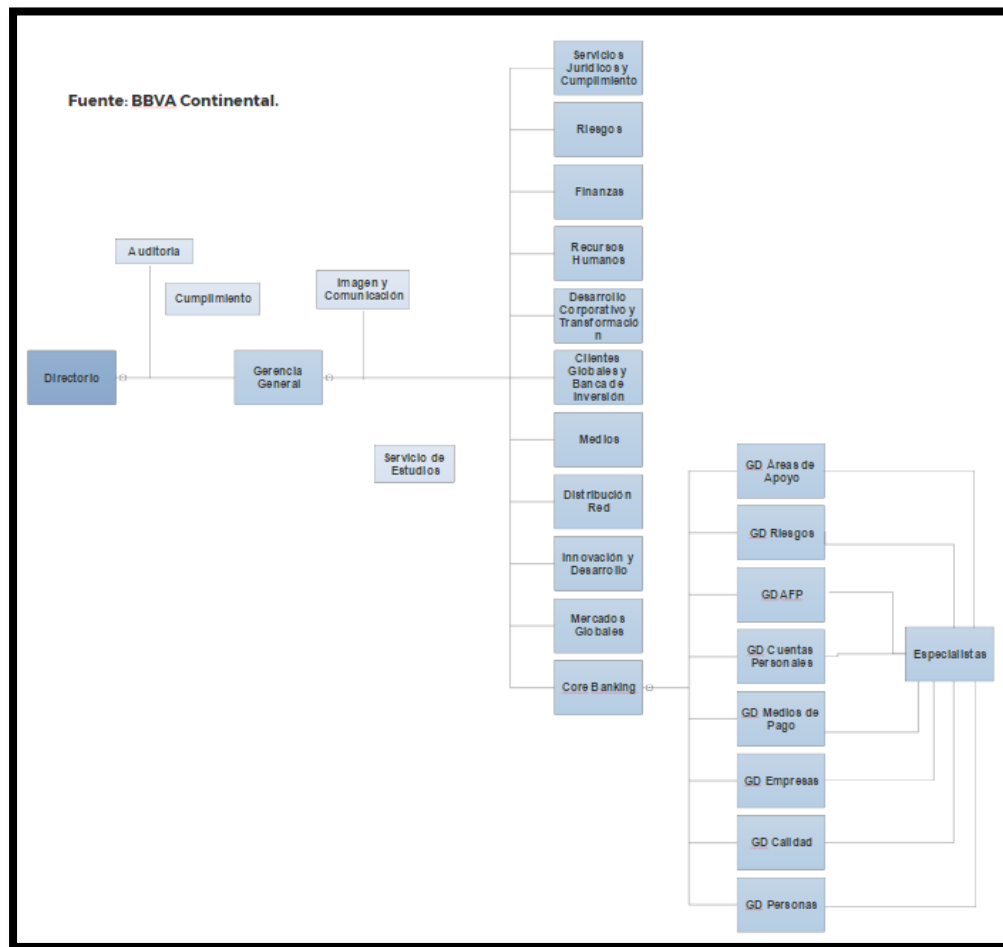 Fuente: BBVA Continental.
Servicios
Jurídicos y
Cumplimiento
Riesgos
Finanzas
Recursos
Humanos
Desarrollo
Corporativo y
Transformació
n
Clientes
Globales y
Banca de
Inversión
Medios
Distribución
Red
Innovación y
Desarrollo
Mercados
Globales
Core Banking
Auditoria
Cumplimiento
Imagen y
Comunicación
Directorio
Gerencia
General
Servicio de
Estudios
GD Áreas de
Apoyo
GD Riesgos
GD AFP
GD Cuentas
Personales
GD Medios de
Pago
GD Empresas
GD Calidad
GD Personas
Especialistas